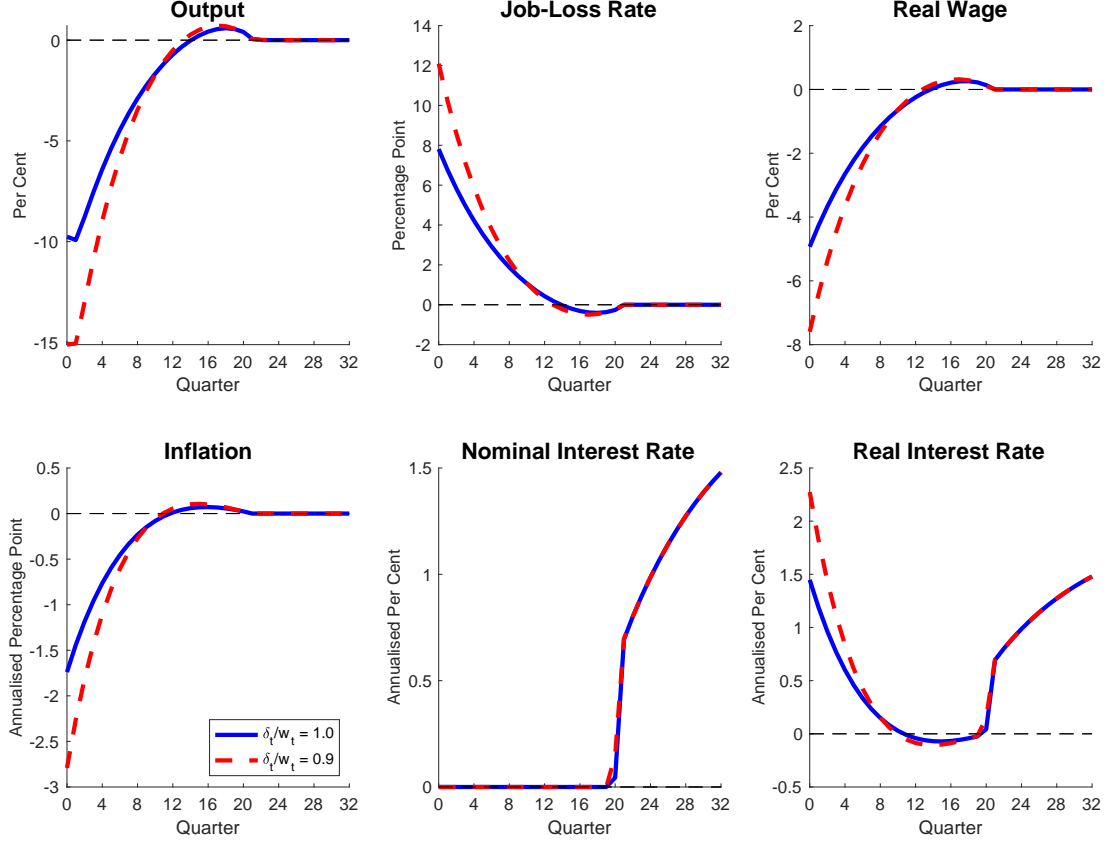 Output
Per Cent
0
-5
-10
-15
0 4 8 12 16 20 24 28 32
Quarter
Job-Loss Rate
Percentage Point
14
12
10
8
6
4
2
0
-2
0 4 8 12 16 20 24 28 32
Quarter
Real Wage
Per Cent
2
0
-2
-4
-6
-8
0 4 8 12 16 20 24 28 32
Quarter
Inflation
Annualised Percentage Point
0.5
0
-0.5
-1
-1.5
-2
-2.5
-3
0 4 8 12 16 20 24 28 32
Quarter
δt/wt = 1.0
δt/wt = 0.9
Nominal Interest Rate
Annualised Per Cent
1.5
1
0.5
0
0 4 8 12 16 20 24 28 32
Quarter
Real Interest Rate
Annualised Per Cent
2.5
2
1.5
1
0.5
0
-0.5
0 4 8 12 16 20 24 28 32
Quarter